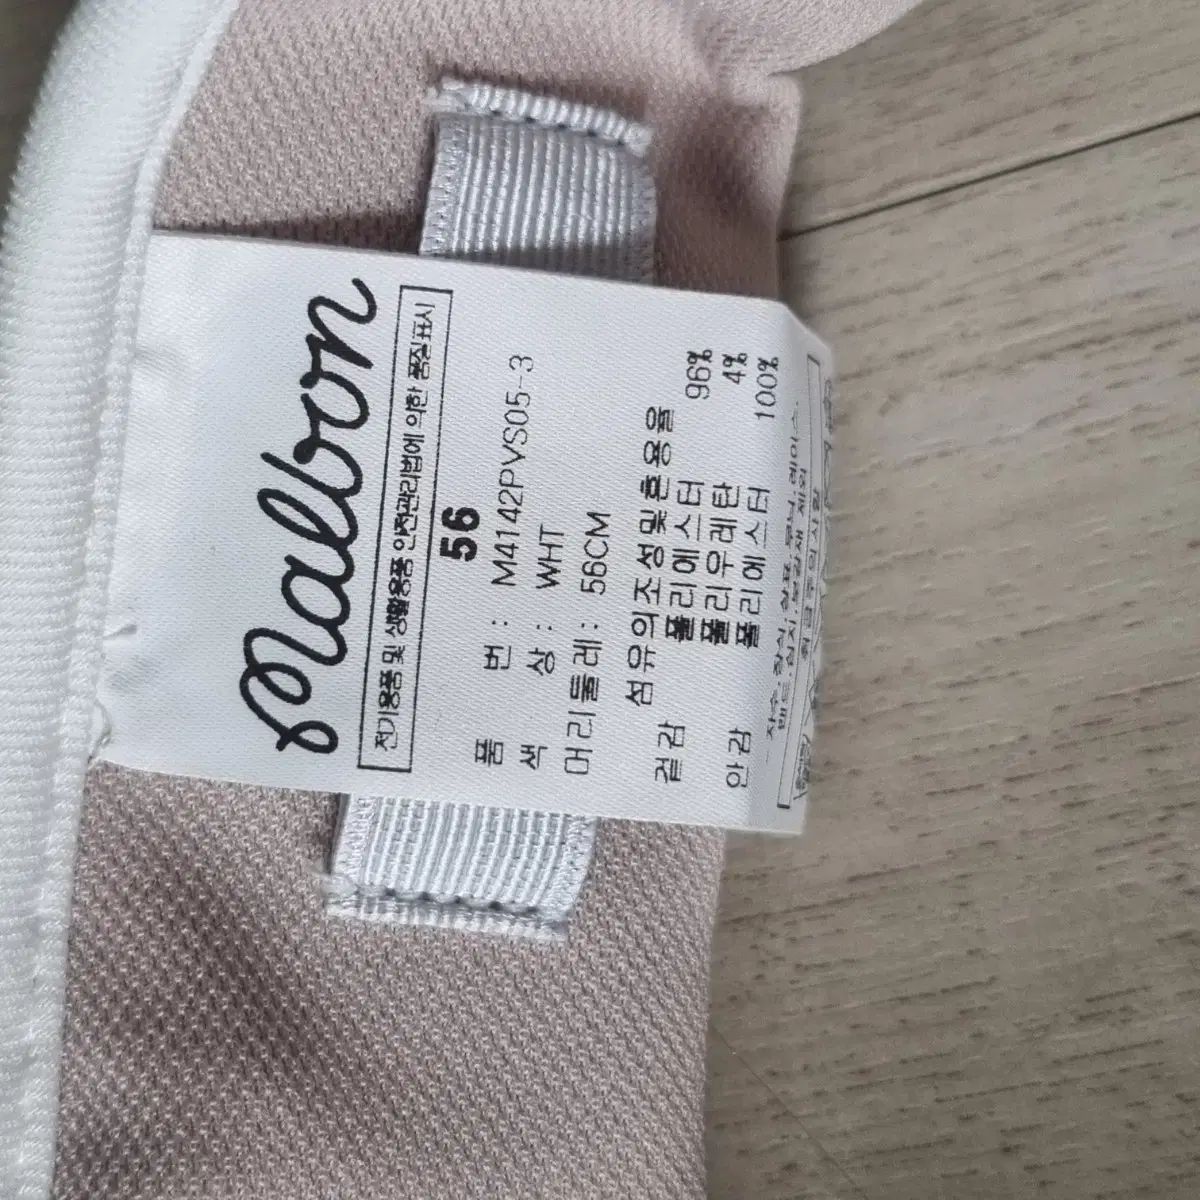 malbon
전기용품 및 생활용품 안전관리법에 의한 품질표시
56
품 번 : M4142PVS05-3
색 상 : WHT
머리둘레 : 56CM
섬유의조성및혼용율
겉감 폴리에스터 96%
폴리우레탄 4%
안감 폴리에스터 100%